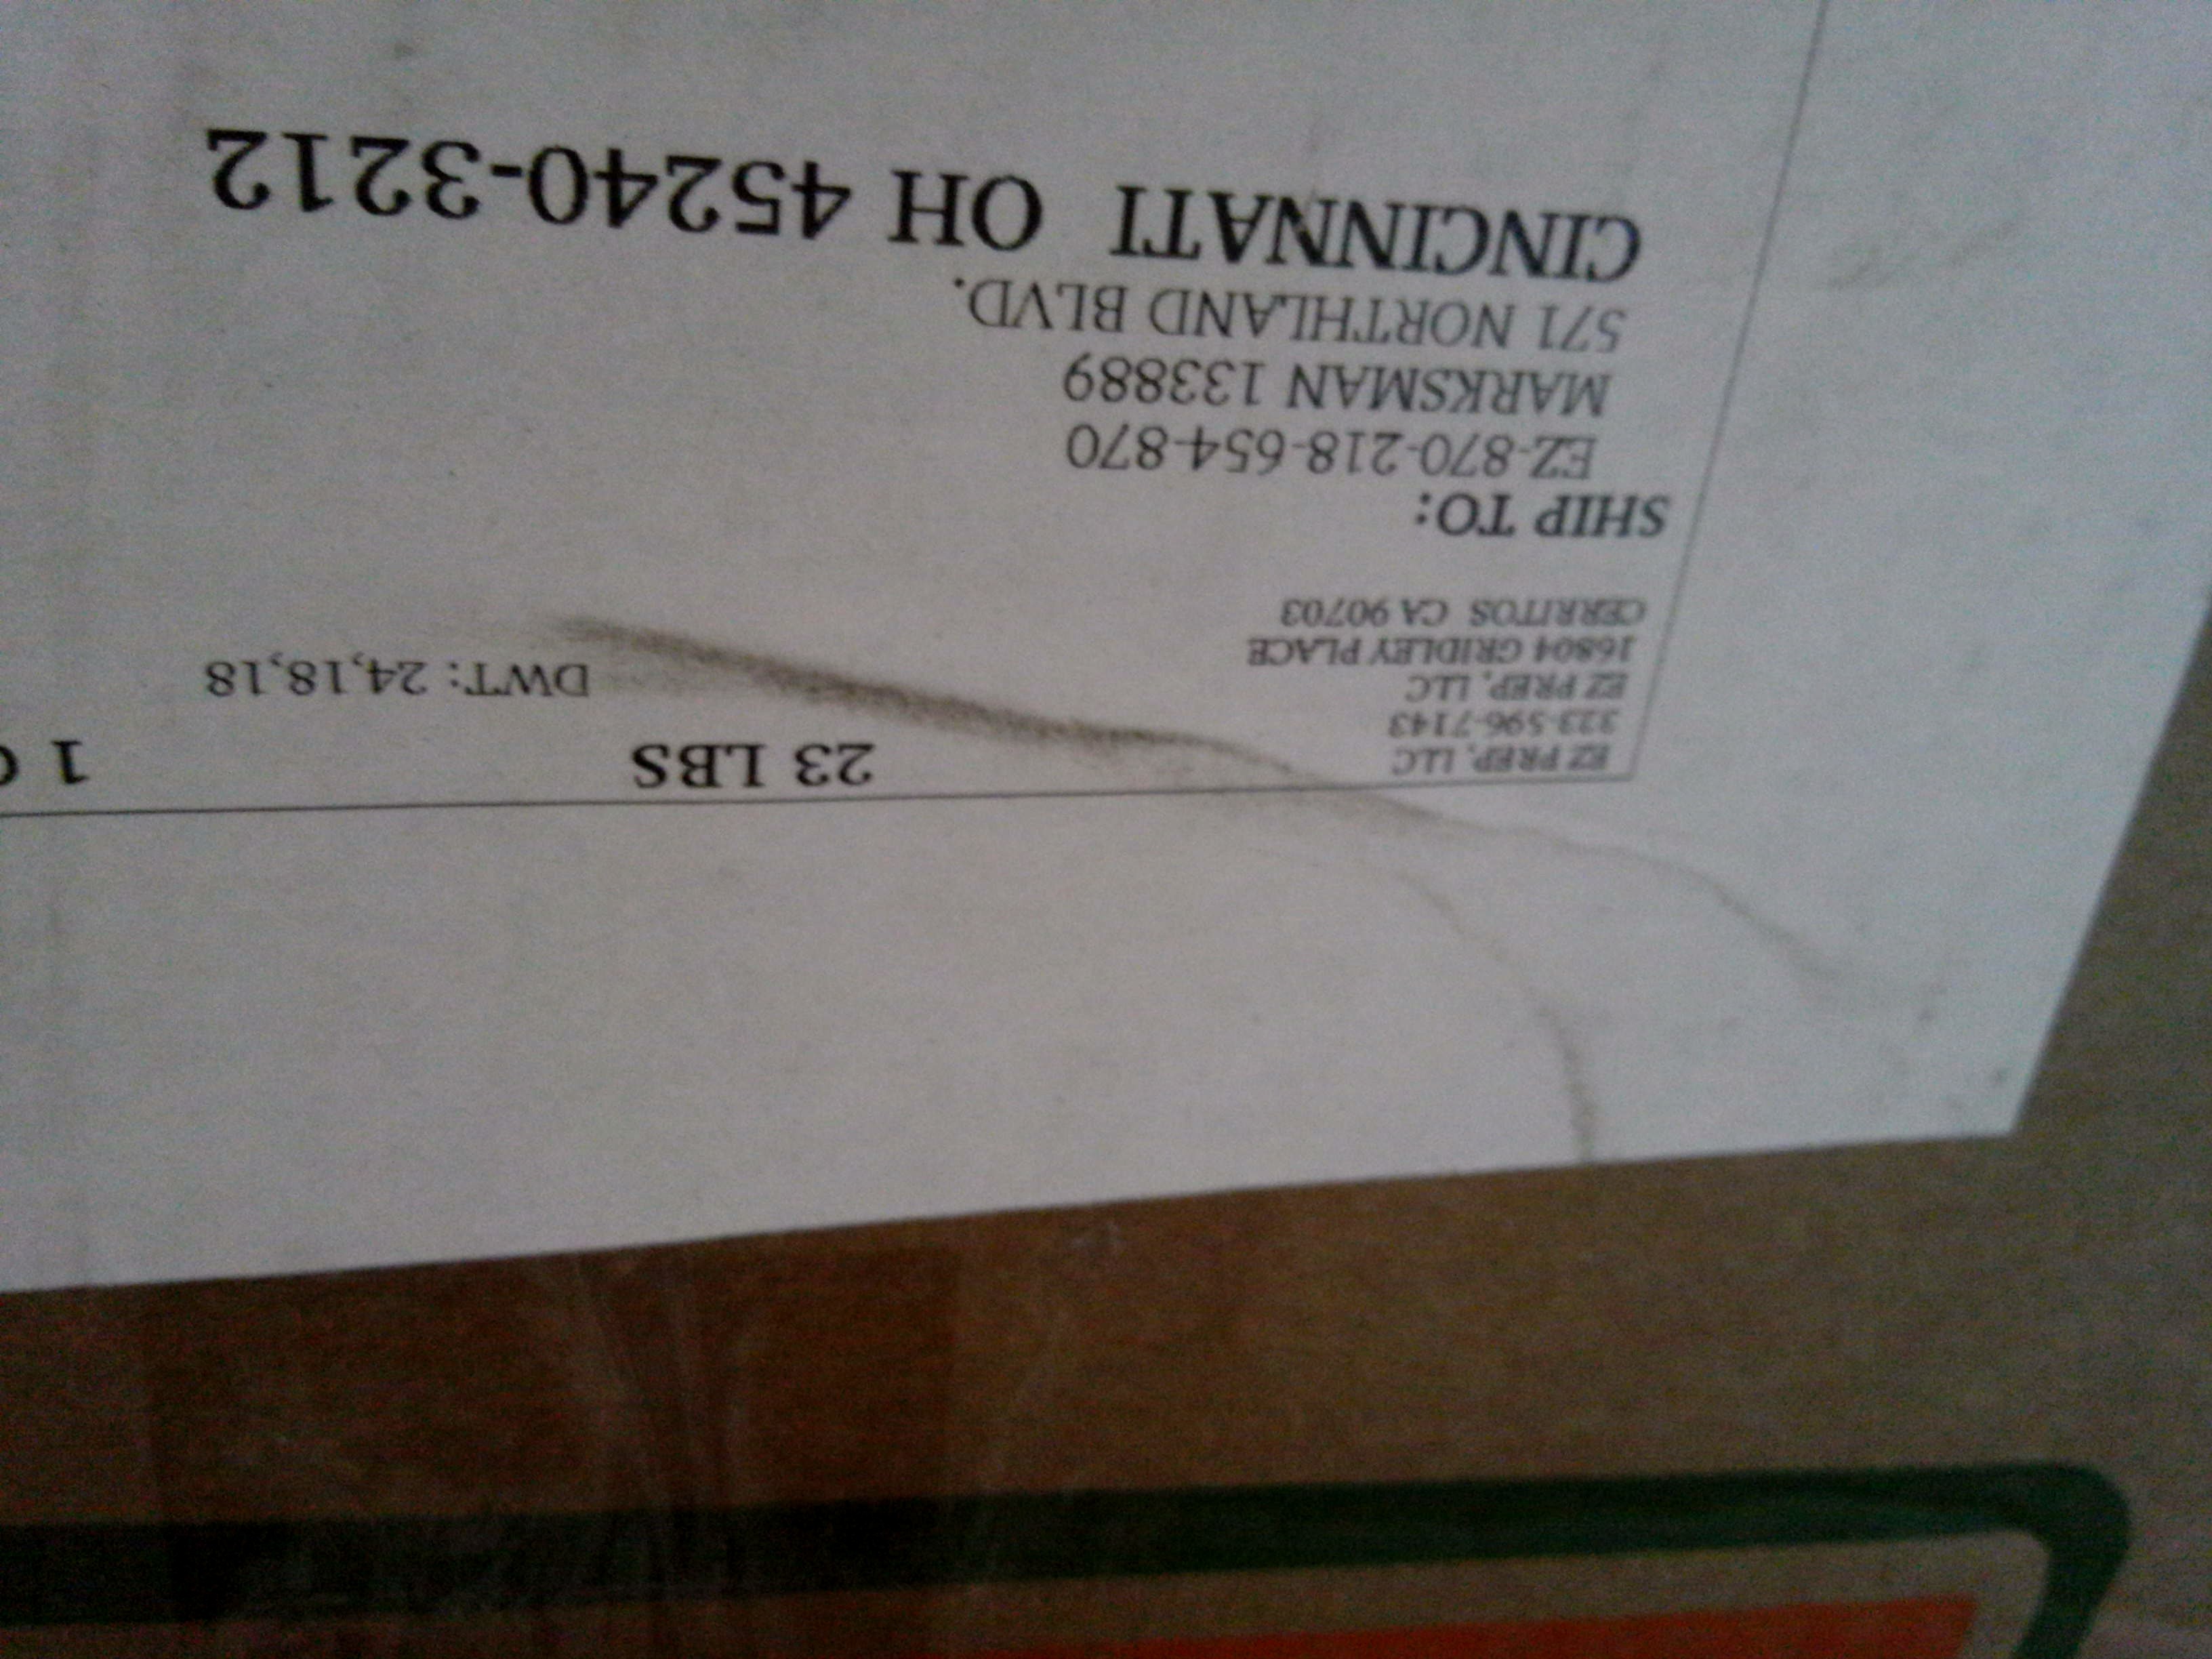 EZ PREP, LLC
323-596-7143
EZ PREP, LLC
16804 GRIDLEY PLACE
CERRITOS CA 90703
23 LBS
1
DWT: 24,18,18
SHIP TO:
EZ-870-218-654-870
MARKSMAN 133889
571 NORTHLAND BLVD.
CINCINNATI OH 45240-3212